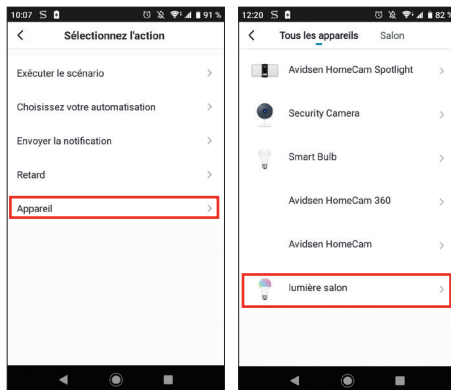 10:07 S 91 %
Sélectionnez l'action
Exécuter le scénario
Choisissez votre automatisation
Envoyer la notification
Retard
Appareil
12:20 S 82 %
Tous les appareils Salon
Avidsen HomeCam Spotlight
Security Camera
Smart Bulb
Avidsen HomeCam 360
Avidsen HomeCam
lumière salon